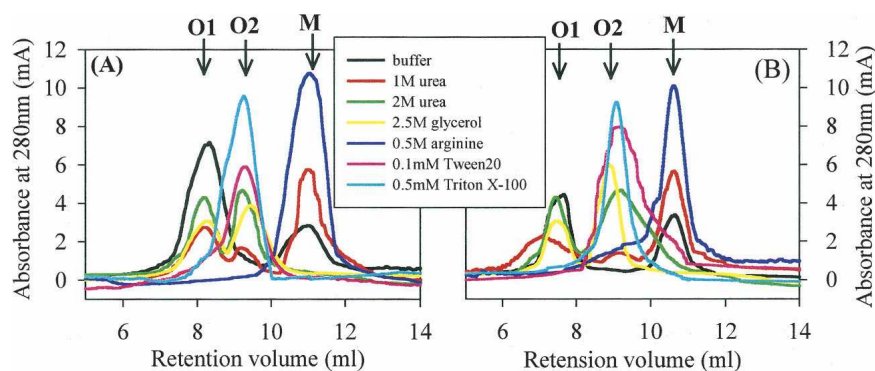 O1 O2 M
O1 O2 M
12 (A) (B) 12
10 10
8 8
6 6
4 4
2 2
0 0
Absorbance at 280nm (mA)
buffer
1M urea
2M urea
2.5M glycerol
0.5M arginine
0.1mM Tween20
0.5mM Triton X-100
Absorbance at 280nm (mA)
6 8 10 12 14
6 8 10 12 14
Retention volume (ml)
Retension volume (ml)